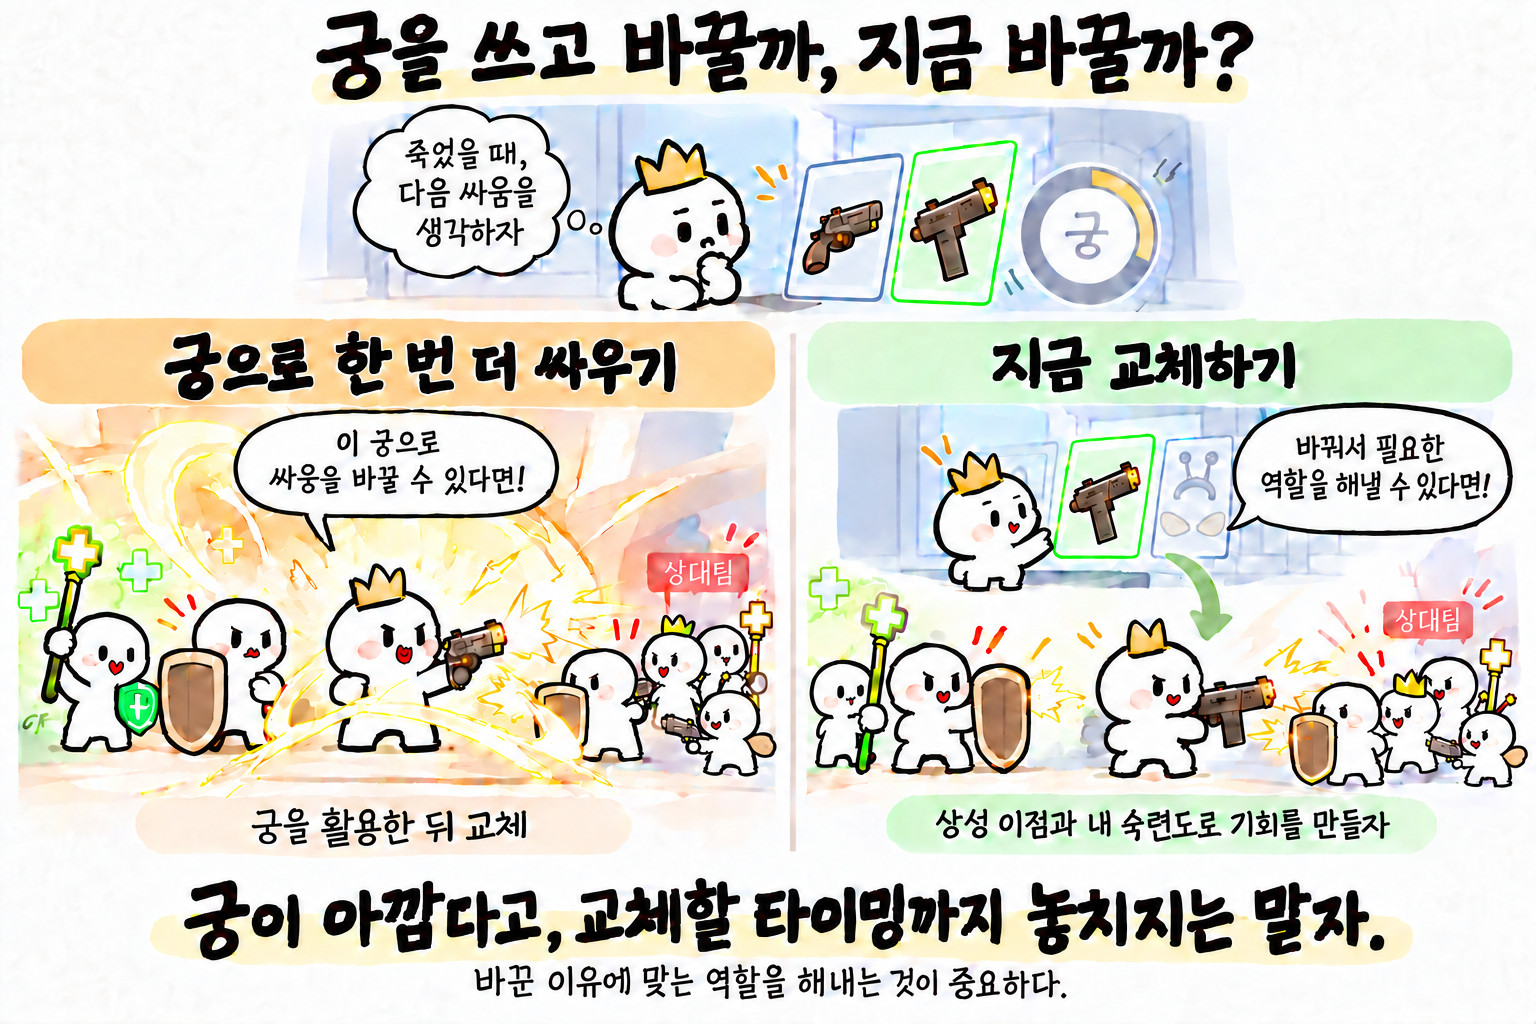 궁을 쓰고 바꿀까, 지금 바꿀까?
죽었을 때,
다음 싸움을
생각하자
궁
궁으로 한 번 더 싸우기
이 궁으로
싸움을 바꿀 수 있다면!
상대팀
GF
궁을 활용한 뒤 교체
지금 교체하기
바꿔서 필요한
역할을 해낼 수 있다면!
상대팀
상성 이점과 내 숙련도로 기회를 만들자
궁이 아깝다고, 교체할 타이밍까지 놓치지는 말자.
바꾼 이유에 맞는 역할을 해내는 것이 중요하다.